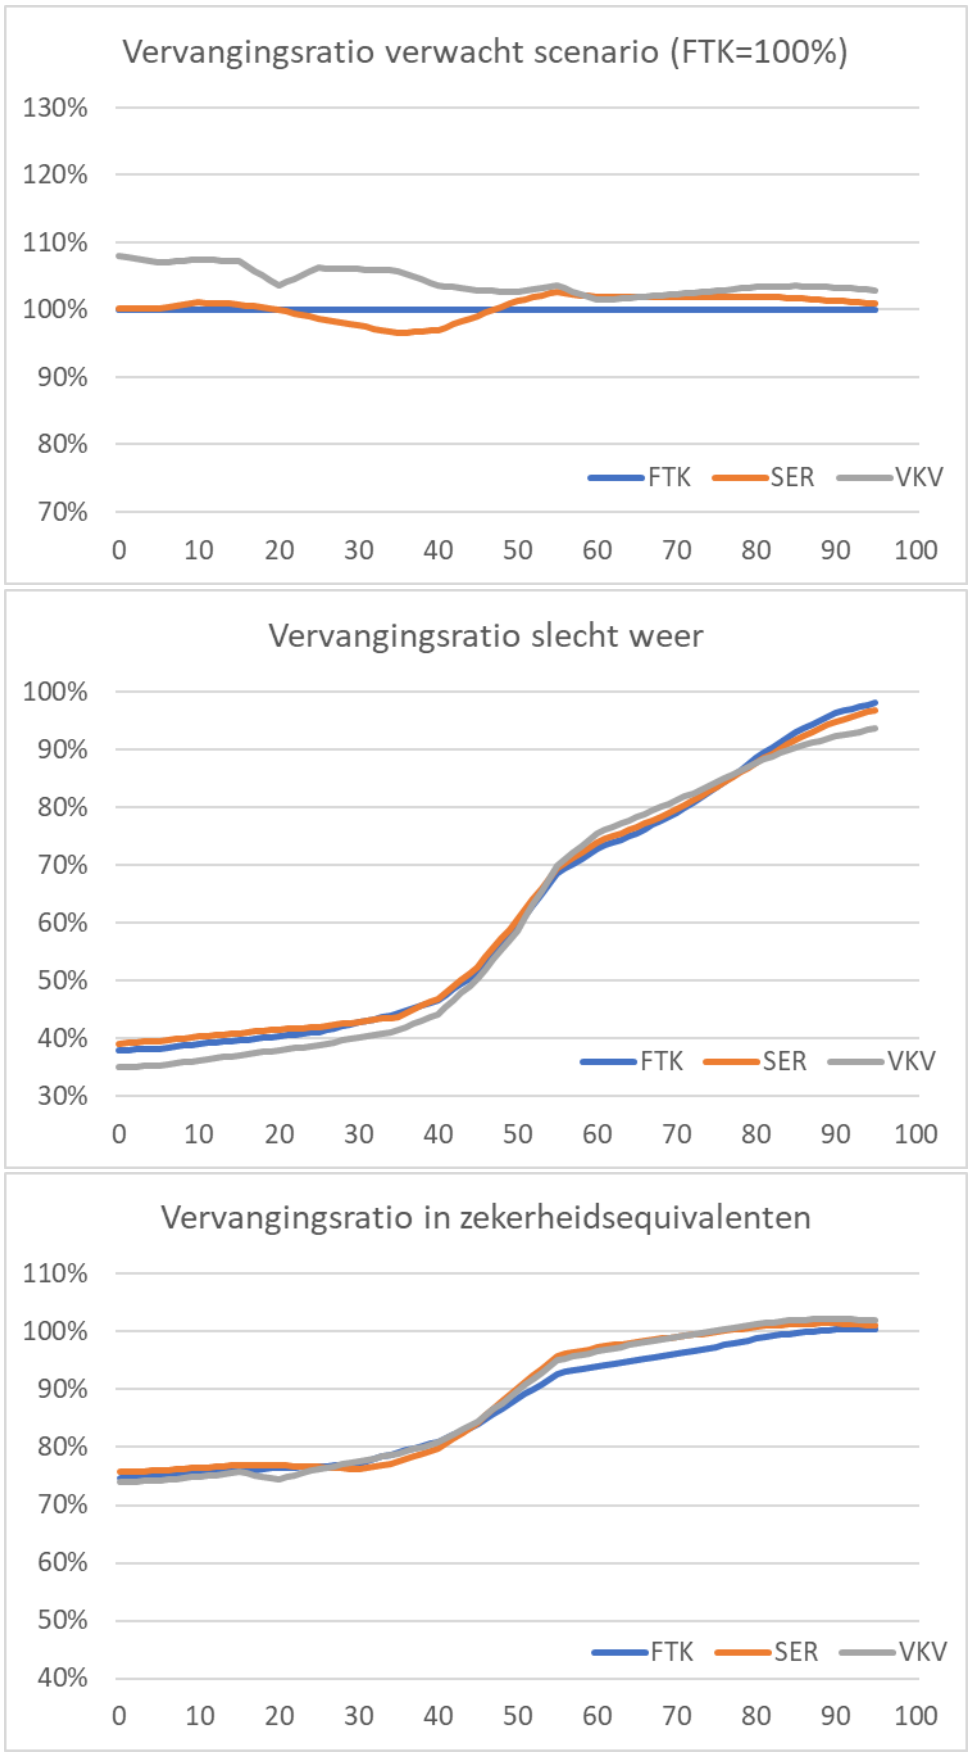 Vervangingsratio verwacht scenario (FTK=100%)
130%
120%
110%
100%
90%
80%
FTK SER VKV
70%
0 10 20 30 40 50 60 70 80 90 100
Vervangingsratio slecht weer
100%
90%
80%
70%
60%
50%
40%
FTK SER VKV
30%
0 10 20 30 40 50 60 70 80 90 100
Vervangingsratio in zekerheidsequivalenten
110%
100%
90%
80%
70%
60%
50%
FTK SER VKV
40%
0 10 20 30 40 50 60 70 80 90 100